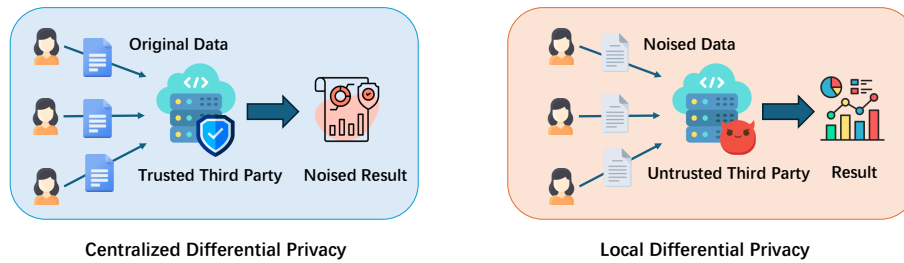 Original Data
</>
Trusted Third Party
Noised Result
Centralized Differential Privacy
Noised Data
</>
Untrusted Third Party
Result
Local Differential Privacy